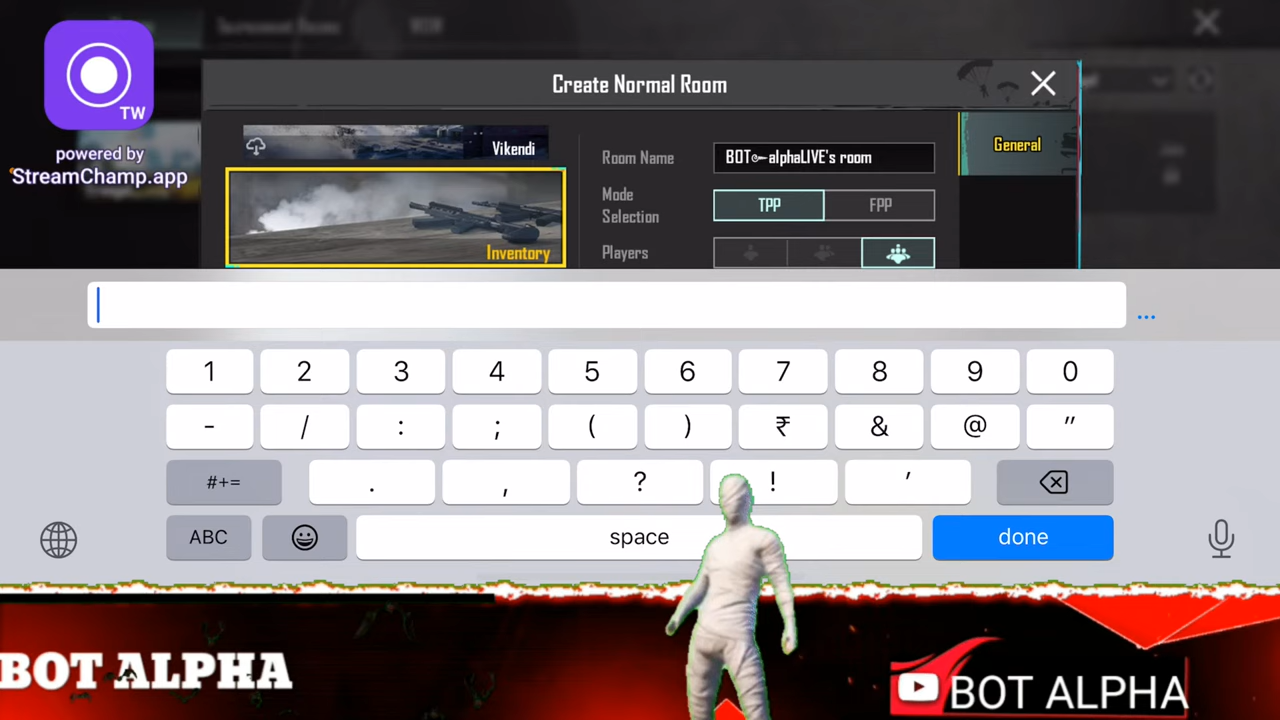 TW
powered by
StreamChamp.app
Create Normal Room
Vikendi
Inventory
Room Name
BOT๛alphaLIVE's room
General
Mode
Selection
TPP
FPP
Players
...
1 2 3 4 5 6 7 8 9 0
- / : ; ( ) ₹ & @ "
#+= . , ? ! '
ABC space done
BOT ALPHA
BOT ALPHA